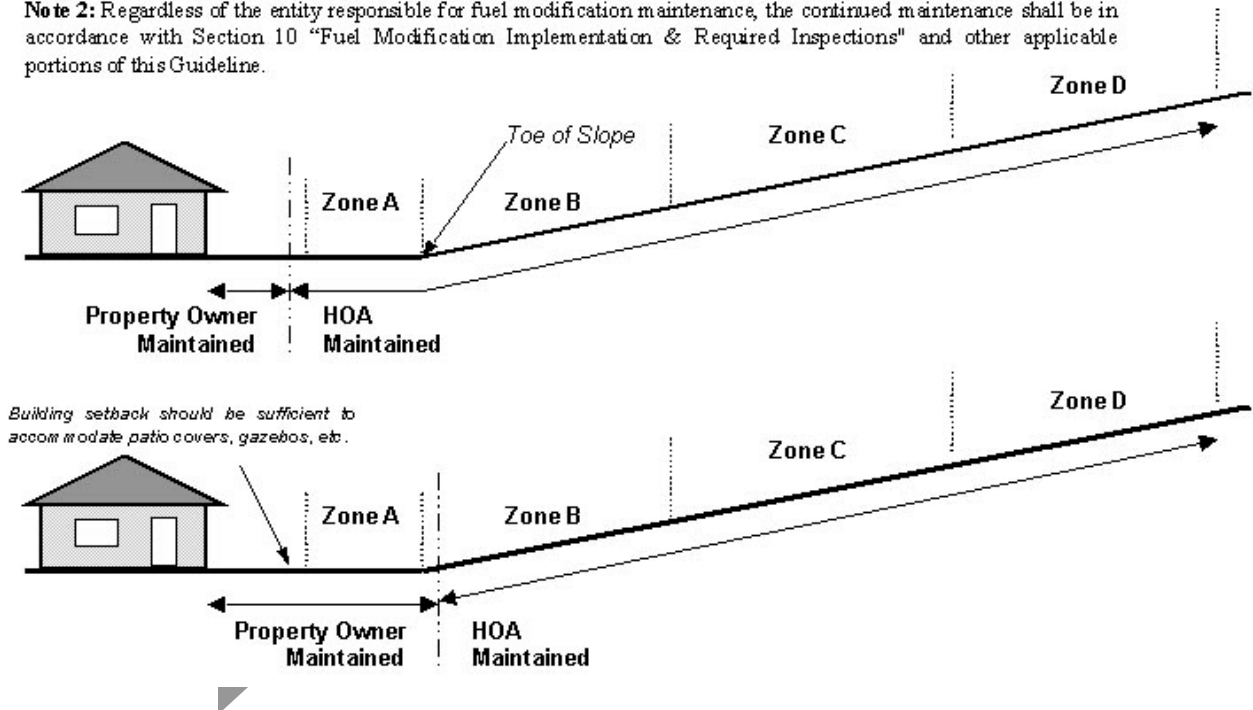 Note 2: Regardless of the entity responsible for fuel modification maintenance, the continued maintenance shall be in
accordance with Section 10 “Fuel Modification Implementation & Required Inspections" and other applicable
portions of this Guideline.
Zone D
Zone C
Toe of Slope
Zone A
Zone B
Property Owner
Maintained
HOA
Maintained
Building setback should be sufficient to
accommodate patio covers, gazebos, etc.
Zone D
Zone C
Zone A
Zone B
Property Owner
Maintained
HOA
Maintained